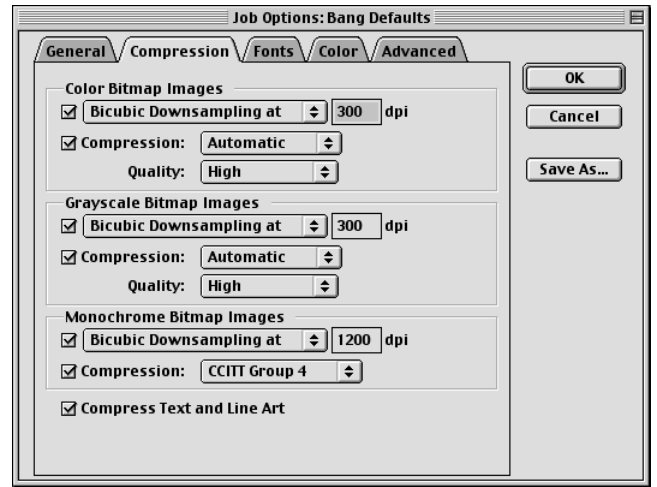 Job Options: Bang Defaults
General Compression Fonts Color Advanced
Color Bitmap Images
Bicubic Downsampling at 300 dpi
Compression: Automatic
Quality: High
Grayscale Bitmap Images
Bicubic Downsampling at 300 dpi
Compression: Automatic
Quality: High
Monochrome Bitmap Images
Bicubic Downsampling at 1200 dpi
Compression: CCITT Group 4
Compress Text and Line Art
OK
Cancel
Save As...